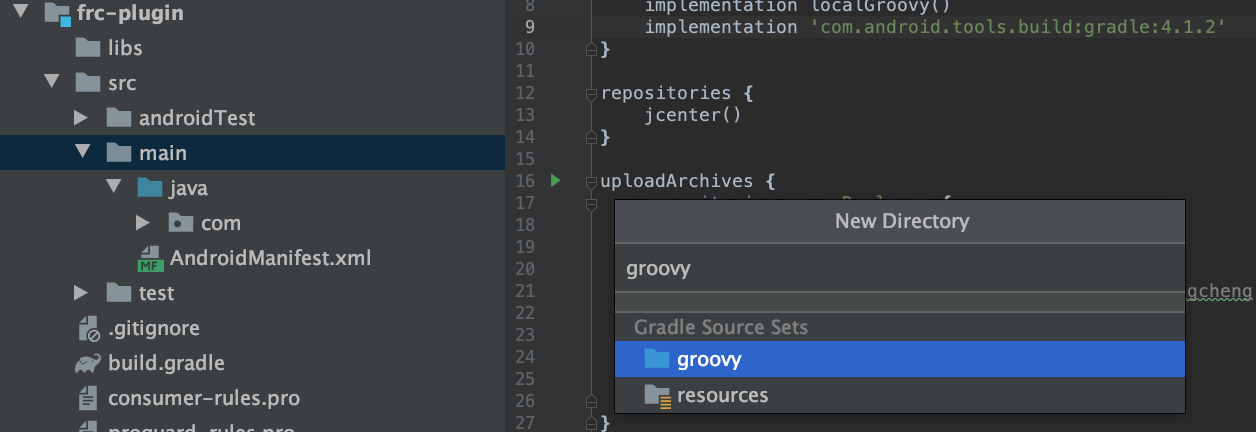 frc-plugin
libs
src
androidTest
main
java
com
MF
AndroidManifest.xml
test
.gitignore
build.gradle
consumer-rules.pro
proguard-rules.pro
8 implementation localGroovy()
9 implementation 'com.android.tools.build:gradle:4.1.2'
10 }
11
12 repositories {
13 jcenter()
14 }
15
16 uploadArchives {
17
18
19
20
21 gcheng
22
23
24
25
26
27 }
New Directory
groovy
Gradle Source Sets
groovy
resources